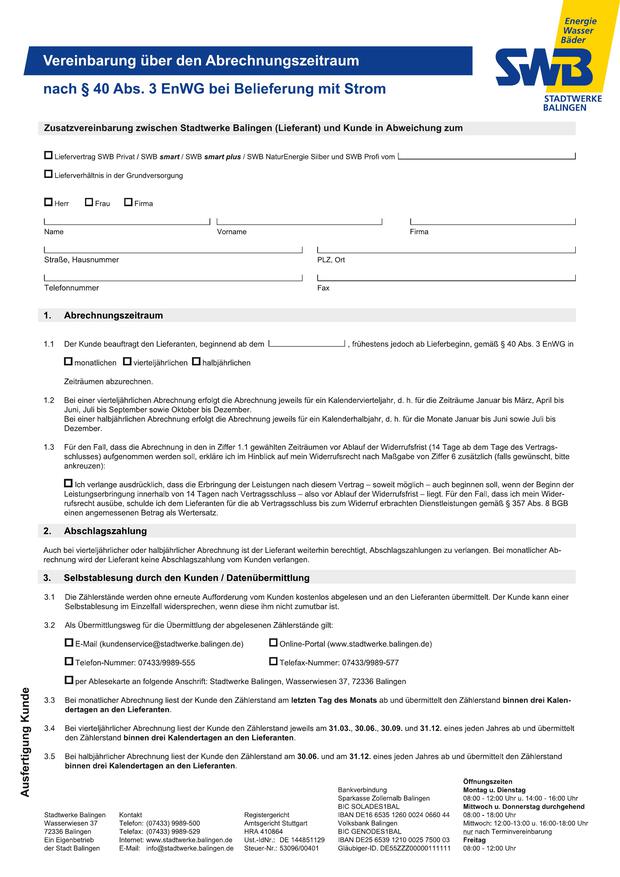 Energie
Wasser
Bäder
SWB
STADTWERKE
BALINGEN
Vereinbarung über den Abrechnungszeitraum
nach § 40 Abs. 3 EnWG bei Belieferung mit Strom
Zusatzvereinbarung zwischen Stadtwerke Balingen (Lieferant) und Kunde in Abweichung zum
Liefervertrag SWB Privat / SWB smart / SWB smart plus / SWB NaturEnergie Silber und SWB Profi vom
Lieferverhältnis in der Grundversorgung
Herr Frau Firma
Name Vorname Firma
Straße, Hausnummer PLZ, Ort
Telefonnummer Fax
1. Abrechnungszeitraum
1.1 Der Kunde beauftragt den Lieferanten, beginnend ab dem , frühestens jedoch ab Lieferbeginn, gemäß § 40 Abs. 3 EnWG in
monatlichen vierteljährlichen halbjährlichen
Zeiträumen abzurechnen.
1.2 Bei einer vierteljährlichen Abrechnung erfolgt die Abrechnung jeweils für ein Kalendervierteljahr, d. h. für die Zeiträume Januar bis März, April bis
Juni, Juli bis September sowie Oktober bis Dezember.
Bei einer halbjährlichen Abrechnung erfolgt die Abrechnung jeweils für ein Kalenderhalbjahr, d. h. für die Monate Januar bis Juni sowie Juli bis
Dezember.
1.3 Für den Fall, dass die Abrechnung in den in Ziffer 1.1 gewählten Zeiträumen vor Ablauf der Widerrufsfrist (14 Tage ab dem Tage des Vertrags-
schlusses) aufgenommen werden soll, erkläre ich im Hinblick auf mein Widerrufsrecht nach Maßgabe von Ziffer 6 zusätzlich (falls gewünscht, bitte
ankreuzen):
Ich verlange ausdrücklich, dass die Erbringung der Leistungen nach diesem Vertrag – soweit möglich – auch beginnen soll, wenn der Beginn der
Leistungserbringung innerhalb von 14 Tagen nach Vertragsschluss – also vor Ablauf der Widerrufsfrist – liegt. Für den Fall, dass ich mein Wider-
rufsrecht ausübe, schulde ich dem Lieferanten für die ab Vertragsschluss bis zum Widerruf erbrachten Dienstleistungen gemäß § 357 Abs. 8 BGB
einen angemessenen Betrag als Wertersatz.
2. Abschlagszahlung
Auch bei vierteljährlicher oder halbjährlicher Abrechnung ist der Lieferant weiterhin berechtigt, Abschlagszahlungen zu verlangen. Bei monatlicher Ab-
rechnung wird der Lieferant keine Abschlagszahlung vom Kunden verlangen.
3. Selbstablesung durch den Kunden / Datenübermittlung
3.1 Die Zählerstände werden ohne erneute Aufforderung vom Kunden kostenlos abgelesen und an den Lieferanten übermittelt. Der Kunde kann einer
Selbstablesung im Einzelfall widersprechen, wenn diese ihm nicht zumutbar ist.
3.2 Als Übermittlungsweg für die Übermittlung der abgelesenen Zählerstände gilt:
E-Mail (kundenservice@stadtwerke.balingen.de) Online-Portal (www.stadtwerke.balingen.de)
Telefon-Nummer: 07433/9989-555 Telefax-Nummer: 07433/9989-577
per Ablesekarte an folgende Anschrift: Stadtwerke Balingen, Wasserwiesen 37, 72336 Balingen
3.3 Bei monatlicher Abrechnung liest der Kunde den Zählerstand am letzten Tag des Monats ab und übermittelt den Zählerstand binnen drei Kalen-
dertagen an den Lieferanten.
3.4 Bei vierteljährlicher Abrechnung liest der Kunde den Zählerstand jeweils am 31.03., 30.06., 30.09. und 31.12. eines jeden Jahres ab und übermittelt
den Zählerstand binnen drei Kalendertagen an den Lieferanten.
3.5 Bei halbjährlicher Abrechnung liest der Kunde den Zählerstand am 30.06. und am 31.12. eines jeden Jahres ab und übermittelt den Zählerstand
binnen drei Kalendertagen an den Lieferanten.
Ausfertigung Kunde
Stadtwerke Balingen
Wasserwiesen 37
72336 Balingen
Ein Eigenbetrieb
der Stadt Balingen
Kontakt
Telefon: (07433) 9989-500
Telefax: (07433) 9989-529
Internet: www.stadtwerke.balingen.de
E-Mail: info@stadtwerke.balingen.de
Registergericht
Amtsgericht Stuttgart
HRA 410864
Ust.-IdNr.: DE 144851129
Steuer-Nr.: 53096/00401
Bankverbindung
Sparkasse Zollernalb Balingen
BIC SOLADES1BAL
IBAN DE16 6535 1260 0024 0660 44
Volksbank Balingen
BIC GENODES1BAL
IBAN DE25 6539 1210 0025 7500 03
Gläubiger-ID. DE55ZZZ00000111111
Öffnungszeiten
Montag u. Dienstag
08:00 - 12:00 Uhr u. 14:00 - 16:00 Uhr
Mittwoch u. Donnerstag durchgehend
08:00 - 18:00 Uhr
Mittwoch: 12:00-13:00 u. 16:00-18:00 Uhr
nur nach Terminvereinbarung
Freitag
08:00 - 12:00 Uhr